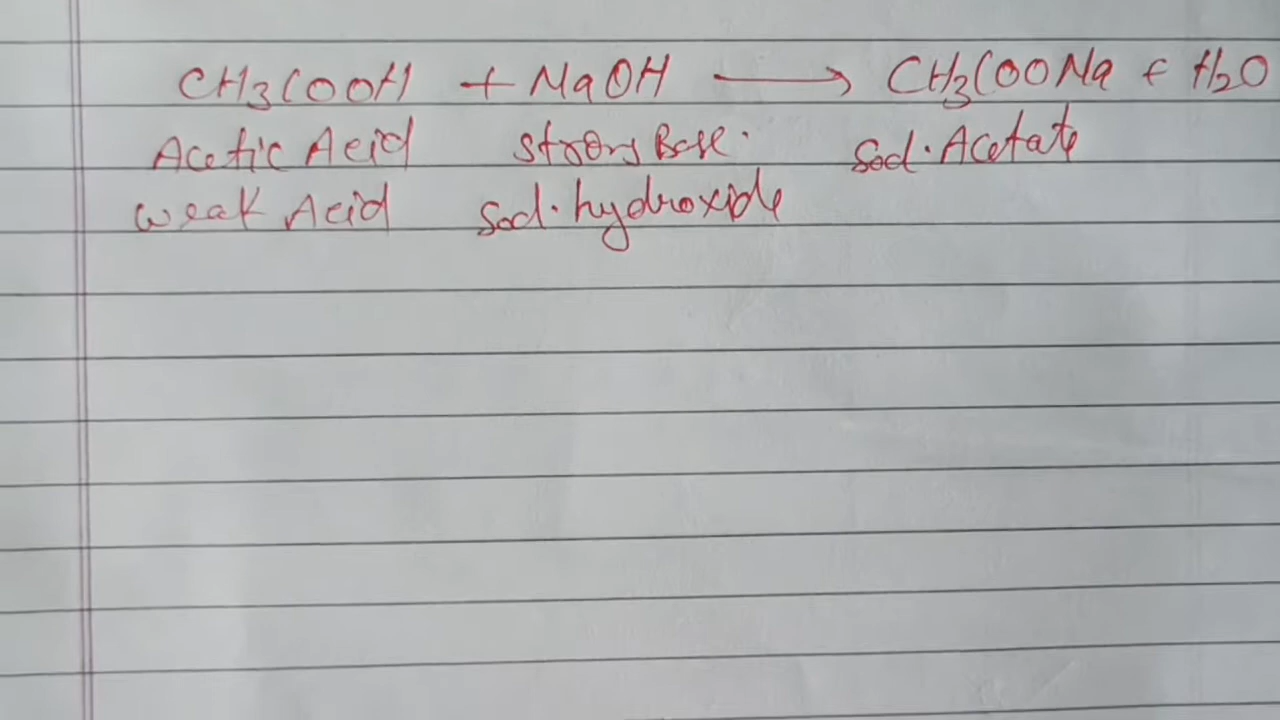 CH3COOH + NaOH ⟶ CH3COONa + H2O
Acetic Acid Strong Base. Sod. Acetate
weak Acid Sod. hydroxide